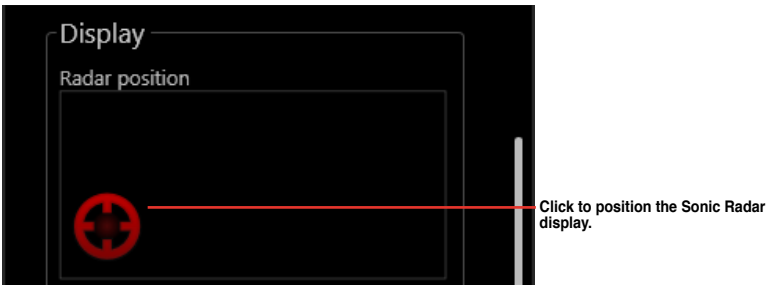 Display
Radar position
Click to position the Sonic Radar
display.